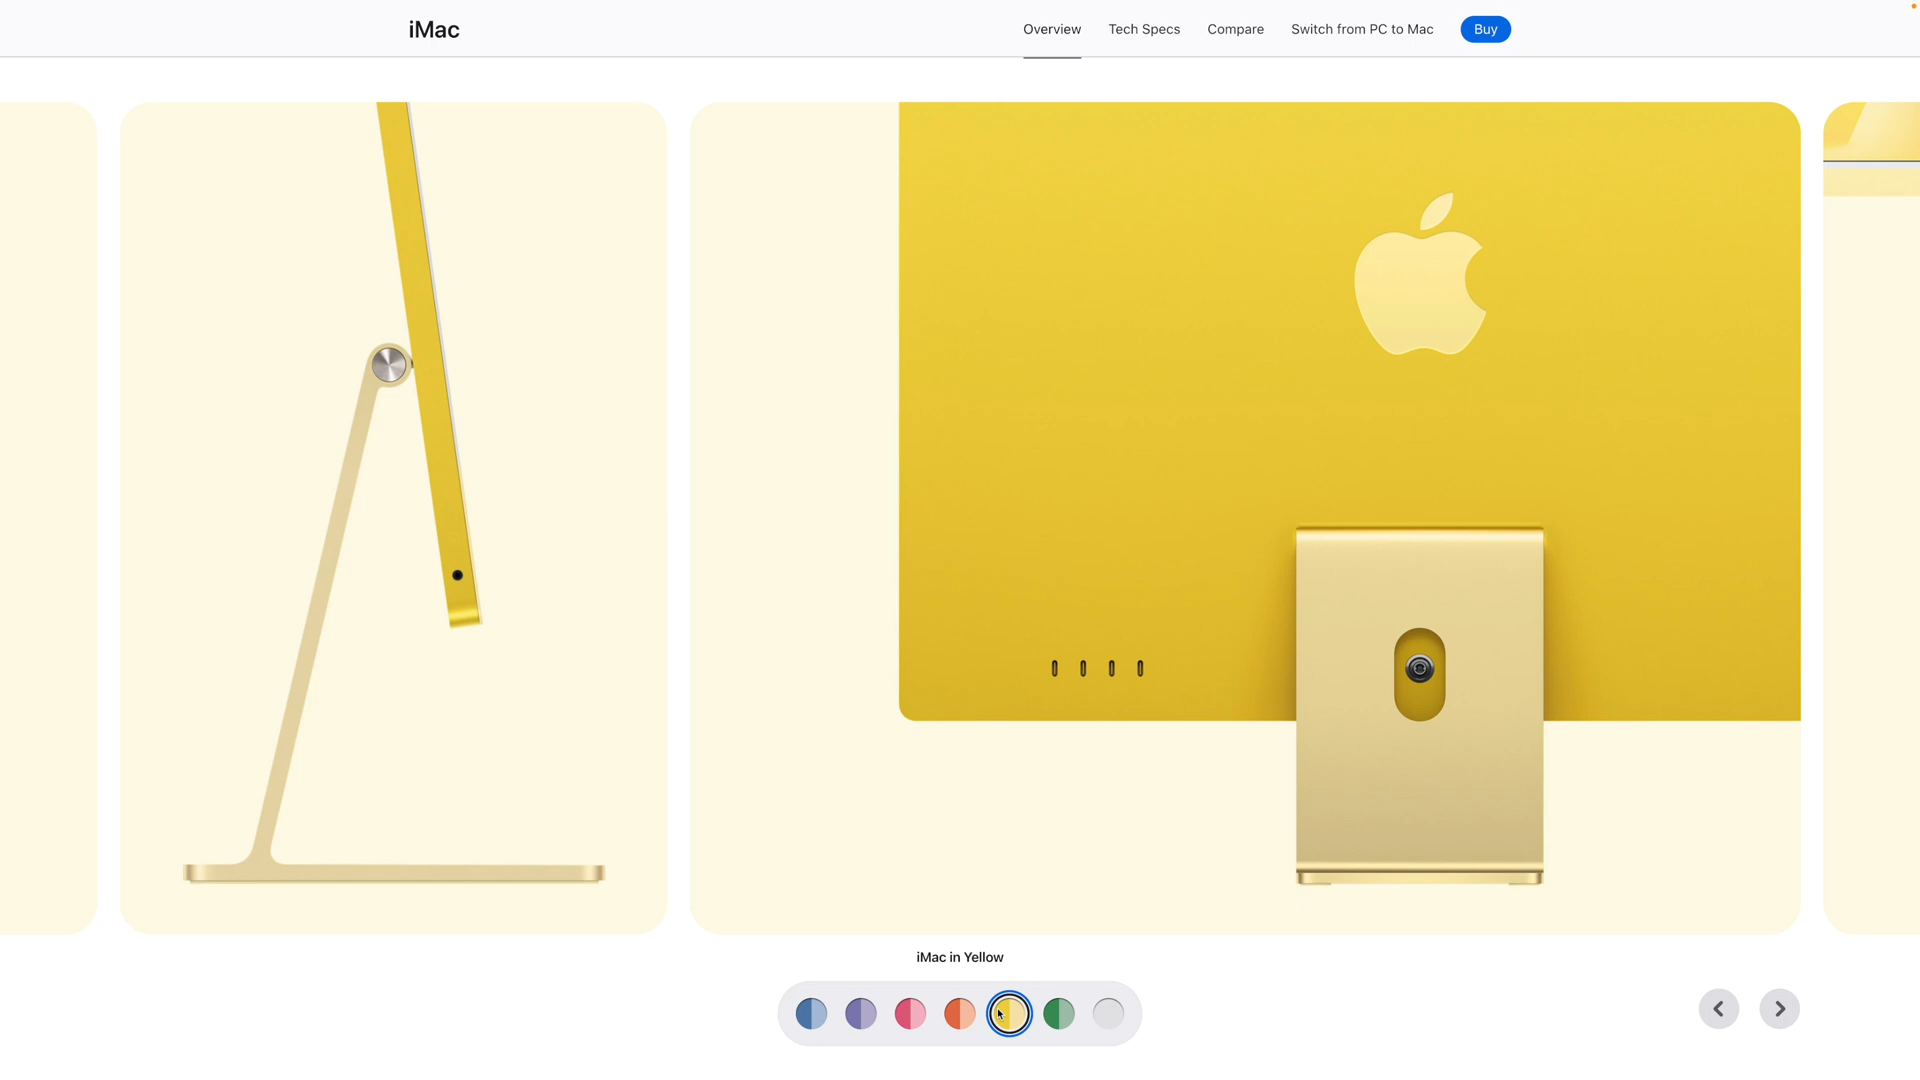 iMac
Overview
Tech Specs
Compare
Switch from PC to Mac
Buy
iMac in Yellow